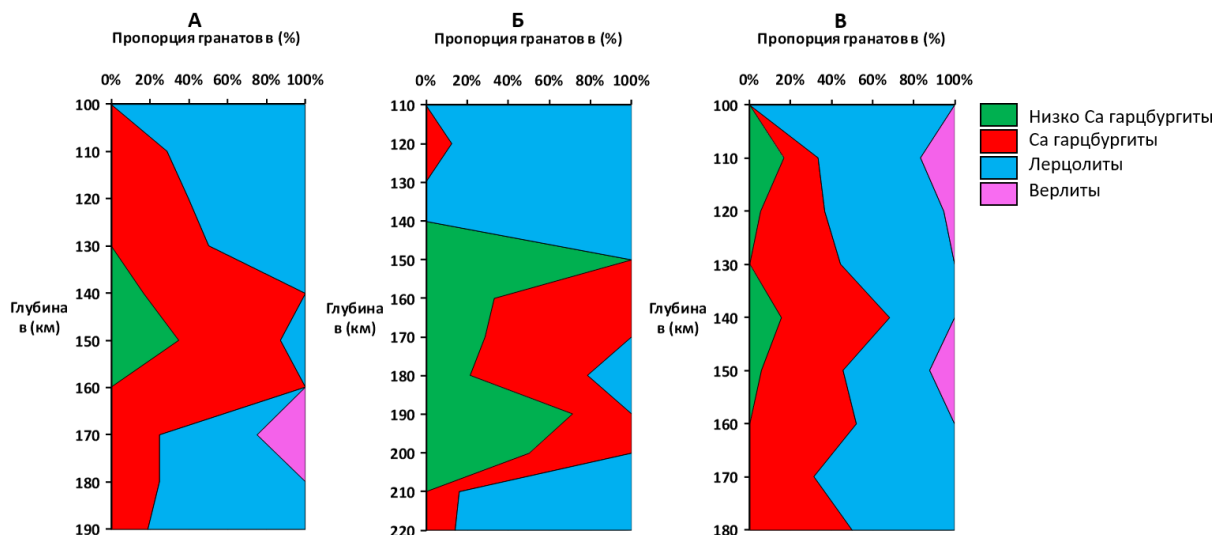 А
Пропорция гранатов в (%)
0% 20% 40% 60% 80% 100%
100
110
120
130
140
150
160
170
180
190
Глубина
в (км)
Б
Пропорция гранатов в (%)
0% 20% 40% 60% 80% 100%
110
120
130
140
150
160
170
180
190
200
210
220
Глубина
в (км)
В
Пропорция гранатов в (%)
0% 20% 40% 60% 80% 100%
100
110
120
130
140
150
160
170
180
Глубина
в (км)
Низко Са гарцбургиты
Са гарцбургиты
Лерцолиты
Верлиты